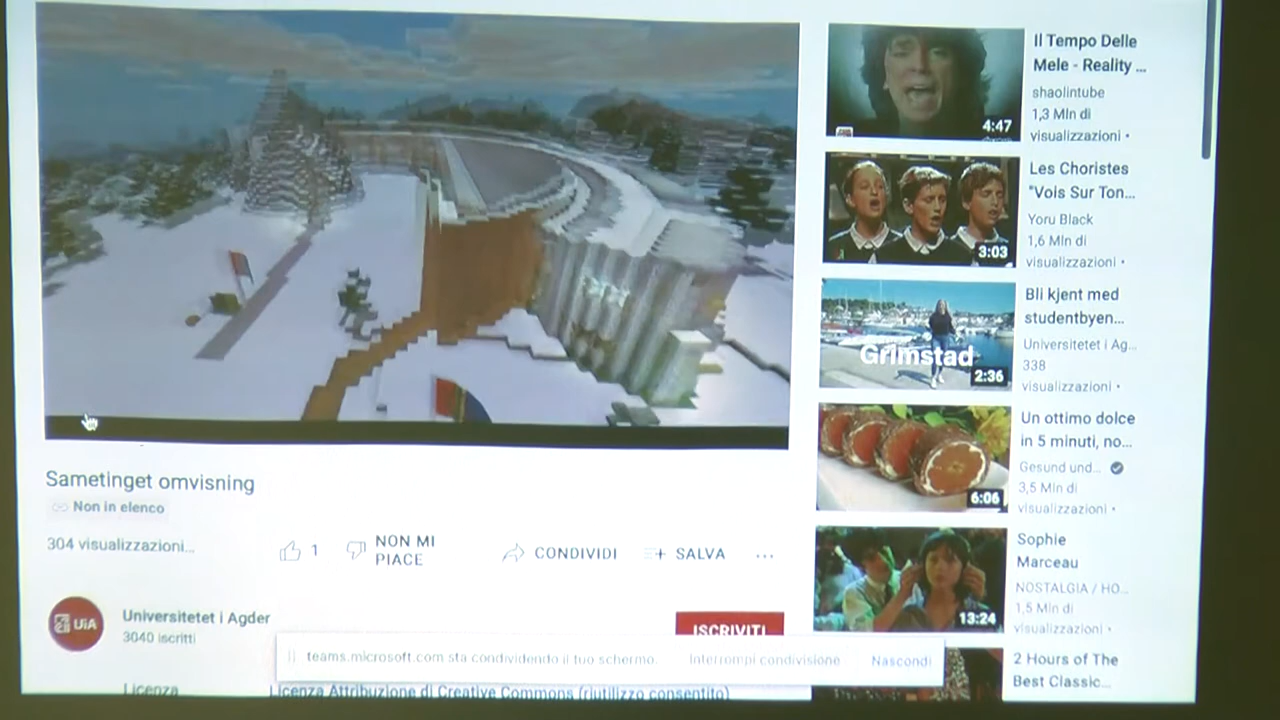 Sametinget omvisning
Non in elenco
304 visualizzazioni...
1
NON MI
PIACE
CONDIVIDI
SALVA
UiA
Universitetet i Agder
3040 iscritti
ISCRIVITI
teams.microsoft.com sta condividendo il tuo schermo.
Interrompi condivisione
Nascondi
Licenza
Licenza Attribuzione di Creative Commons (riutilizzo consentito)
4:47
Il Tempo Delle
Mele - Reality ...
shaolintube
1,3 Mln di
visualizzazioni •
3:03
Les Choristes
"Vois Sur Ton...
Yoru Black
1,6 Mln di
visualizzazioni •
Grimstad
2:36
Bli kjent med
studentbyen...
Universitetet i Ag...
338
visualizzazioni •
6:06
Un ottimo dolce
in 5 minuti, no...
Gesund und...
3,5 Mln di
visualizzazioni •
13:24
Sophie
Marceau
NOSTALGIA / HO...
1,5 Mln di
visualizzazioni •
2 Hours of The
Best Classic...